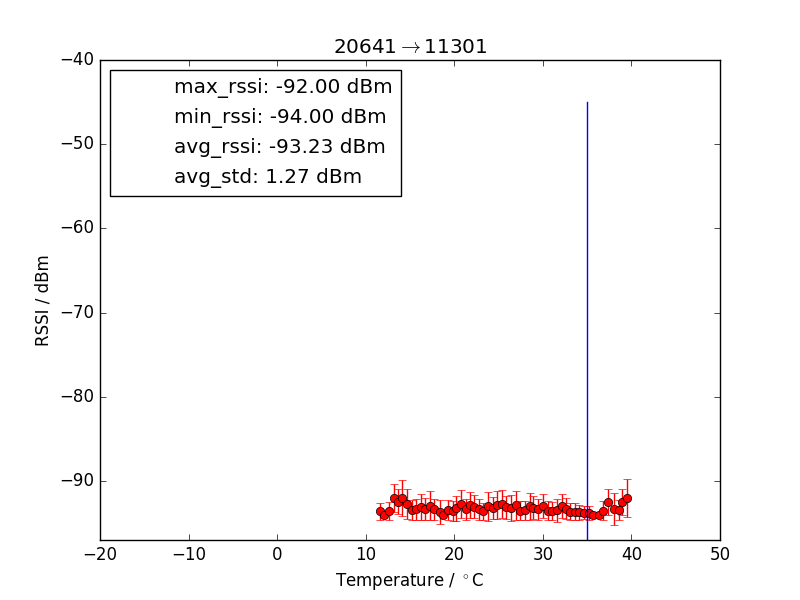 20641→11301
max_rssi: -92.00 dBm
min_rssi: -94.00 dBm
avg_rssi: -93.23 dBm
avg_std: 1.27 dBm
RSSI / dBm
−40
−50
−60
−70
−80
−90
−20 −10 0 10 20 30 40 50
Temperature / °C